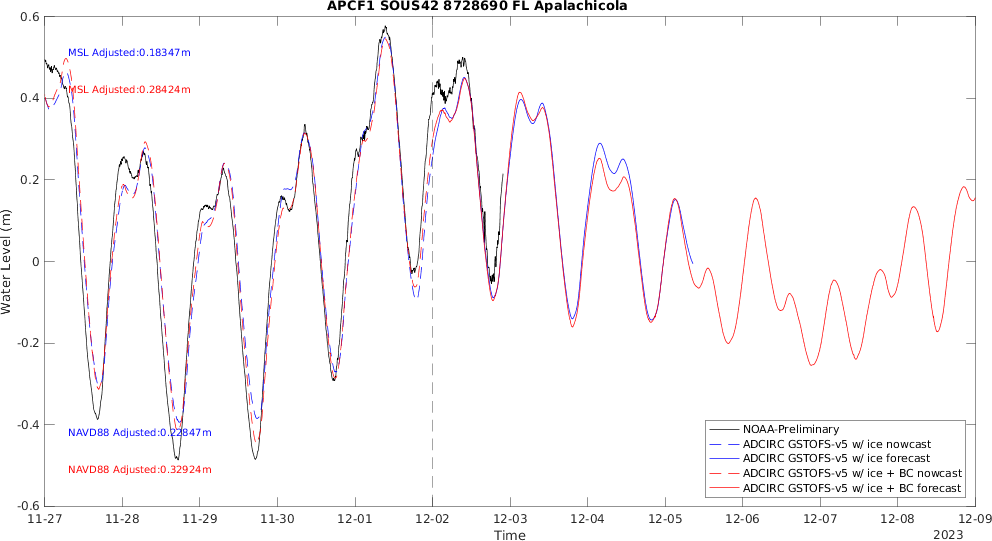 APCF1 SOUS42 8728690 FL Apalachicola
0.6
0.4
0.2
0
-0.2
-0.4
-0.6
Water Level (m)
MSL Adjusted:0.18347m
MSL Adjusted:0.28424m
NAVD88 Adjusted:0.22847m
NAVD88 Adjusted:0.32924m
NOAA-Preliminary
ADCIRC GSTOFS-v5 w/ ice nowcast
ADCIRC GSTOFS-v5 w/ ice forecast
ADCIRC GSTOFS-v5 w/ ice + BC nowcast
ADCIRC GSTOFS-v5 w/ ice + BC forecast
11-27 11-28 11-29 11-30 12-01 12-02 12-03 12-04 12-05 12-06 12-07 12-08 12-09
Time
2023